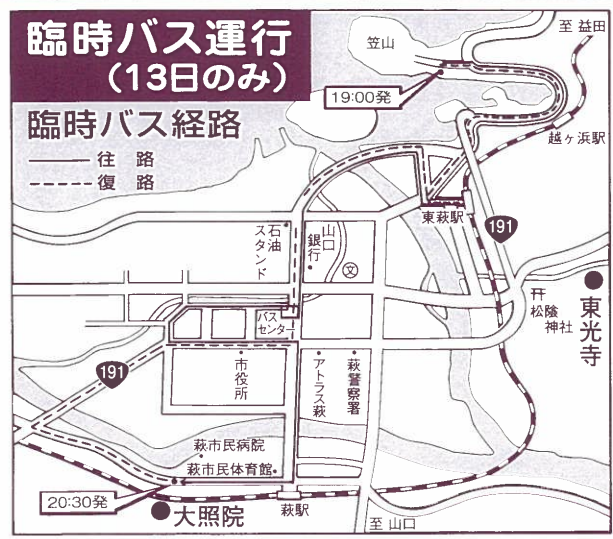 臨時バス運行
(13日のみ)
臨時バス経路
往 路
復 路
笠山
至 益田
19:00発
越ヶ浜駅
東萩駅
191
石油
スタンド
山口
銀行
文
バス
センター
松陰
神社
東光寺
191
市役所
アトラス萩
萩警察署
萩市民病院
萩市民体育館
20:30発
大照院
萩駅
至 山口